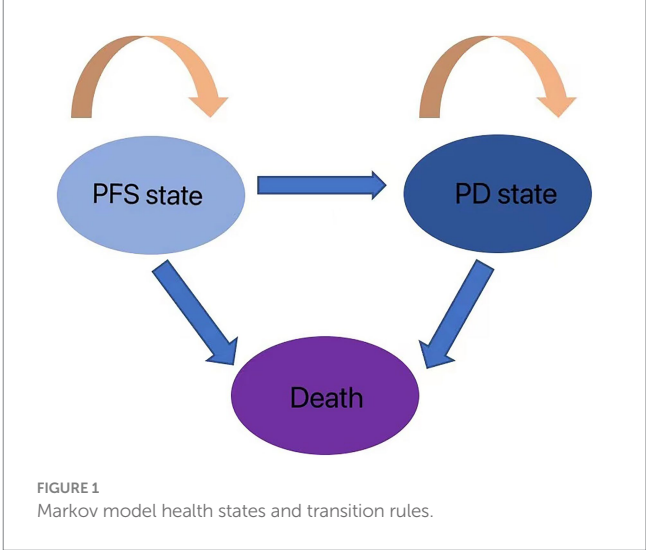 PFS state
PD state
Death
FIGURE 1
Markov model health states and transition rules.